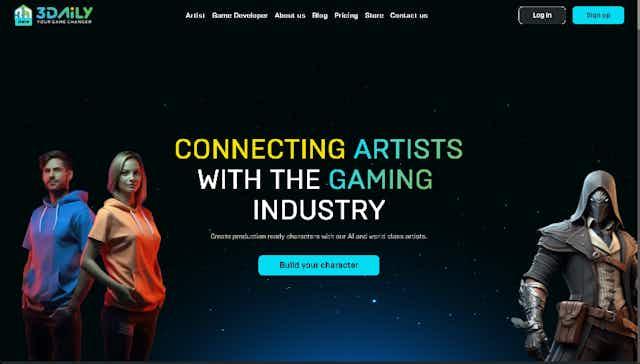 3DAiLY
YOUR GAME CHANGER
Artist Game Developer About us Blog Pricing Store Contact us
Log in
Sign up
CONNECTING ARTISTS
WITH THE GAMING
INDUSTRY
Create production ready characters with our AI and world class artists.
Build your character